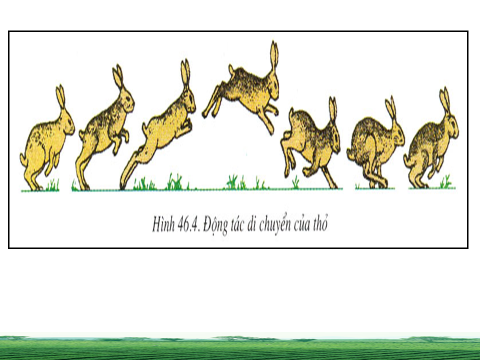 Hình 46.4. Động tác di chuyển của thỏ